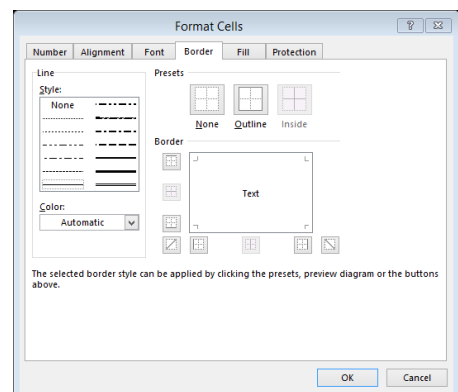 Format Cells
Number Alignment Font Border Fill Protection
Line
Presets
Style:
None
None Outline Inside
Border
Text
Color:
Automatic
The selected border style can be applied by clicking the presets, preview diagram or the buttons
above.
OK Cancel